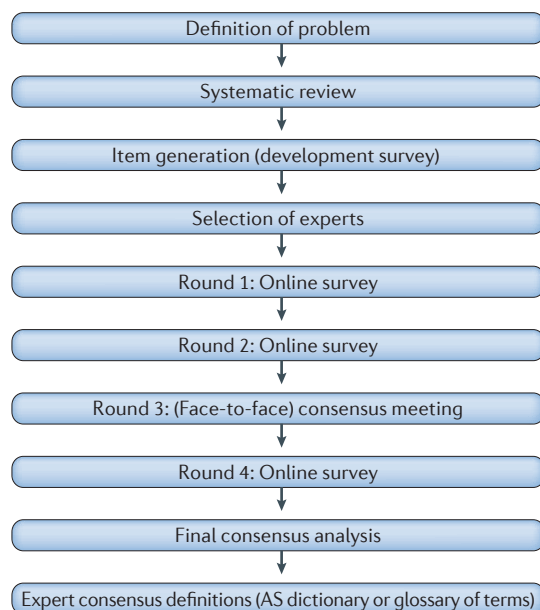 Definition of problem
Systematic review
Item generation (development survey)
Selection of experts
Round 1: Online survey
Round 2: Online survey
Round 3: (Face-to-face) consensus meeting
Round 4: Online survey
Final consensus analysis
Expert consensus definitions (AS dictionary or glossary of terms)